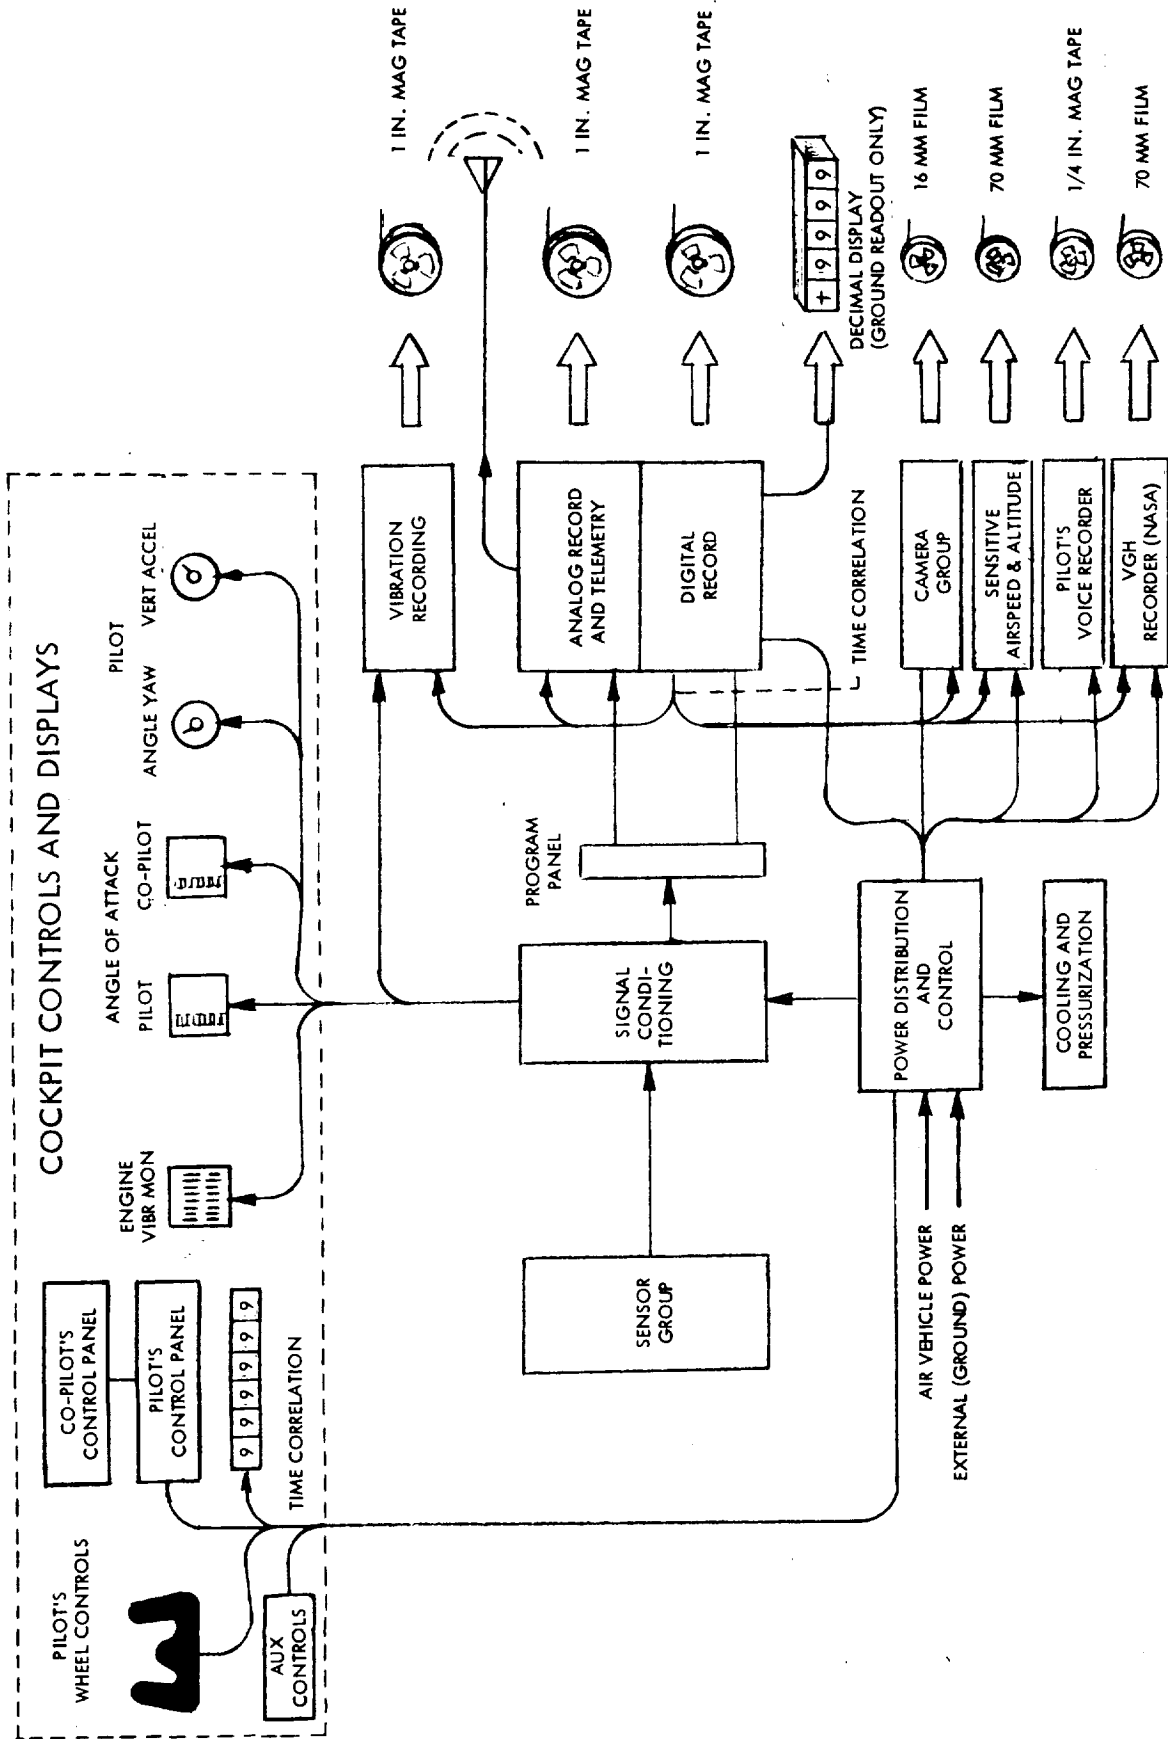 COCKPIT CONTROLS AND DISPLAYS
PILOT'S
WHEEL CONTROLS
AUX
CONTROLS
CO-PILOT'S
CONTROL PANEL
PILOT'S
CONTROL PANEL
9 9 9 9 9 9
TIME CORRELATION
ENGINE
VIBR MON
ANGLE OF ATTACK
PILOT
CO-PILOT
PILOT
ANGLE YAW
VERT ACCEL
VIBRATION
RECORDING
1 IN. MAG TAPE
ANALOG RECORD
AND TELEMETRY
1 IN. MAG TAPE
DIGITAL
RECORD
1 IN. MAG TAPE
PROGRAM
PANEL
SIGNAL
CONDI-
TIONING
SENSOR
GROUP
+ 9 9 9 9
DECIMAL DISPLAY
(GROUND READOUT ONLY)
TIME CORRELATION
POWER DISTRIBUTION
AND
CONTROL
AIR VEHICLE POWER
EXTERNAL (GROUND) POWER
COOLING AND
PRESSURIZATION
CAMERA
GROUP
16 MM FILM
SENSITIVE
AIRSPEED & ALTITUDE
70 MM FILM
PILOT'S
VOICE RECORDER
1/4 IN. MAG TAPE
VGH
RECORDER (NASA)
70 MM FILM